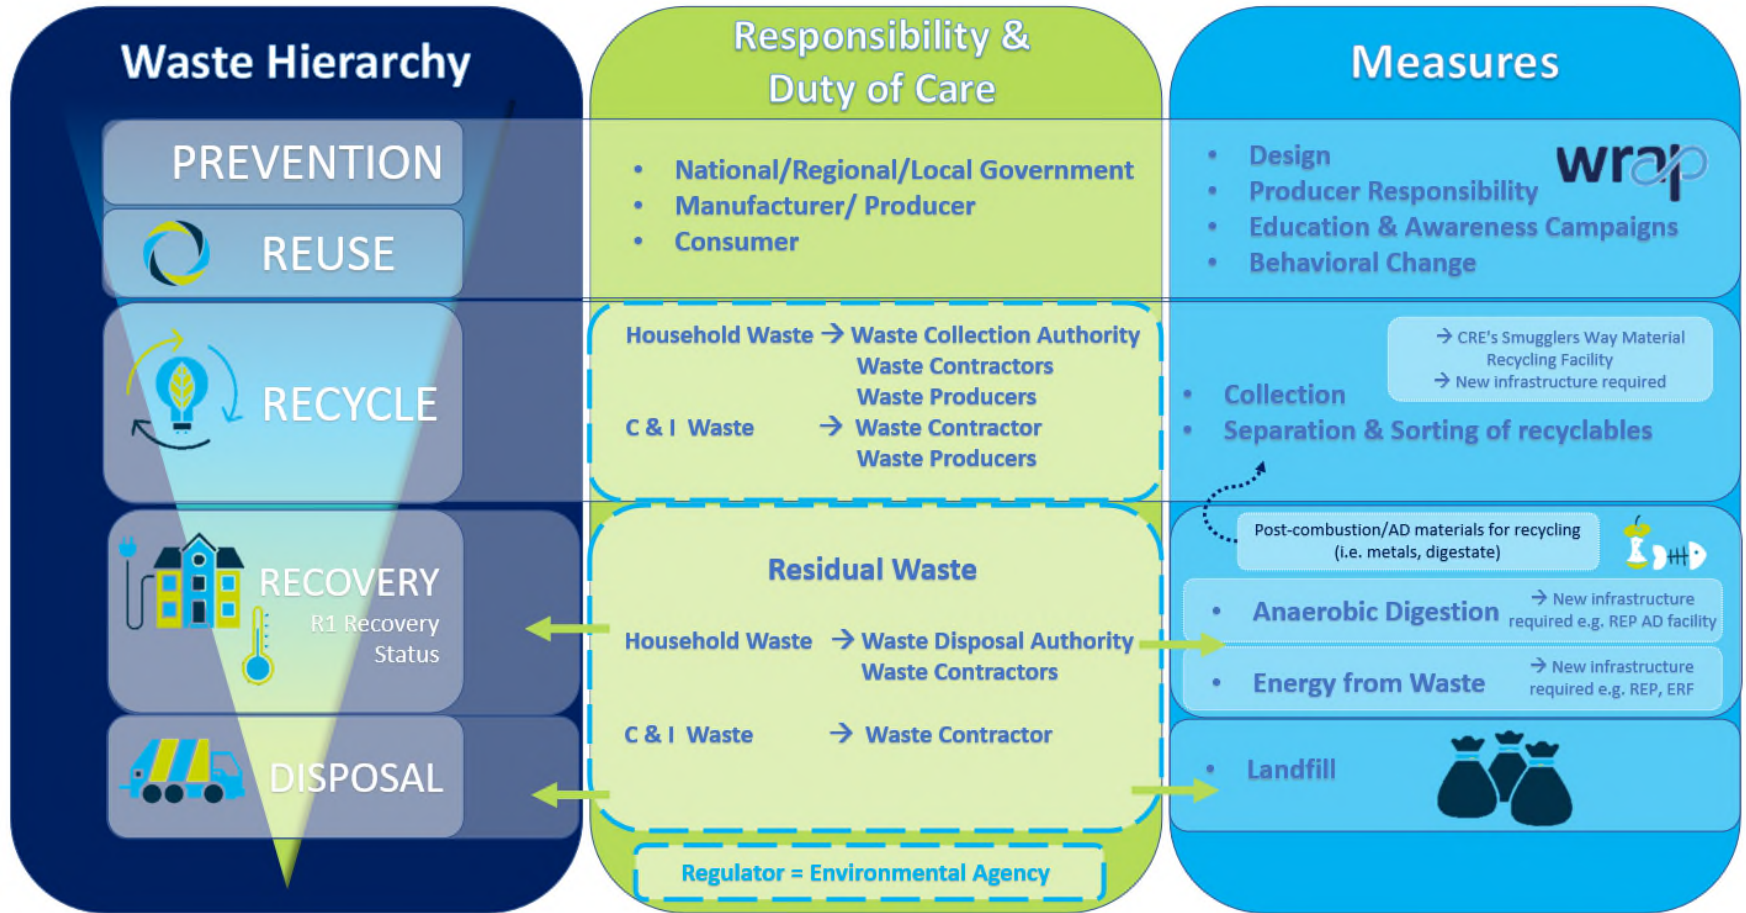 Waste Hierarchy
PREVENTION
REUSE
RECYCLE
RECOVERY
R1 Recovery
Status
DISPOSAL
Responsibility &
Duty of Care
• National/Regional/Local Government
• Manufacturer/ Producer
• Consumer
Household Waste → Waste Collection Authority
Waste Contractors
Waste Producers
C & I Waste → Waste Contractor
Waste Producers
Residual Waste
Household Waste → Waste Disposal Authority
Waste Contractors
C & I Waste → Waste Contractor
Regulator = Environmental Agency
Measures
• Design
• Producer Responsibility
• Education & Awareness Campaigns
• Behavioral Change
wrap
→ CRE's Smugglers Way Material
Recycling Facility
→ New infrastructure required
• Collection
• Separation & Sorting of recyclables
Post-combustion/AD materials for recycling
(i.e. metals, digestate)
• Anaerobic Digestion
→ New infrastructure
required e.g. REP AD facility
• Energy from Waste
→ New infrastructure
required e.g. REP, ERF
• Landfill